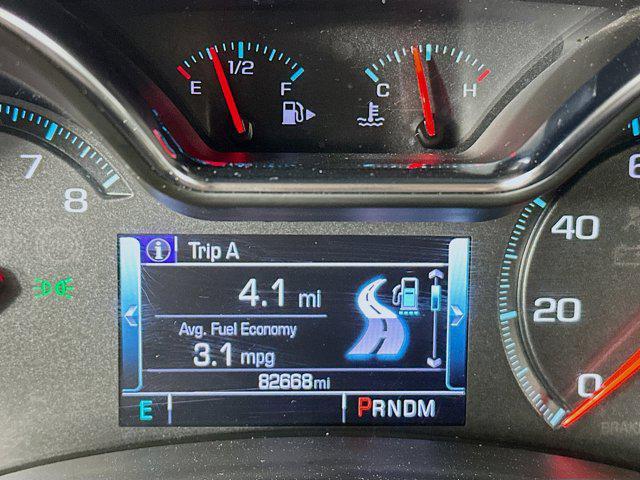 1/2
E F C H
7
8
6
40
20
0
i Trip A
4.1 mi
Avg. Fuel Economy
3.1 mpg
82668mi
E PRNDM